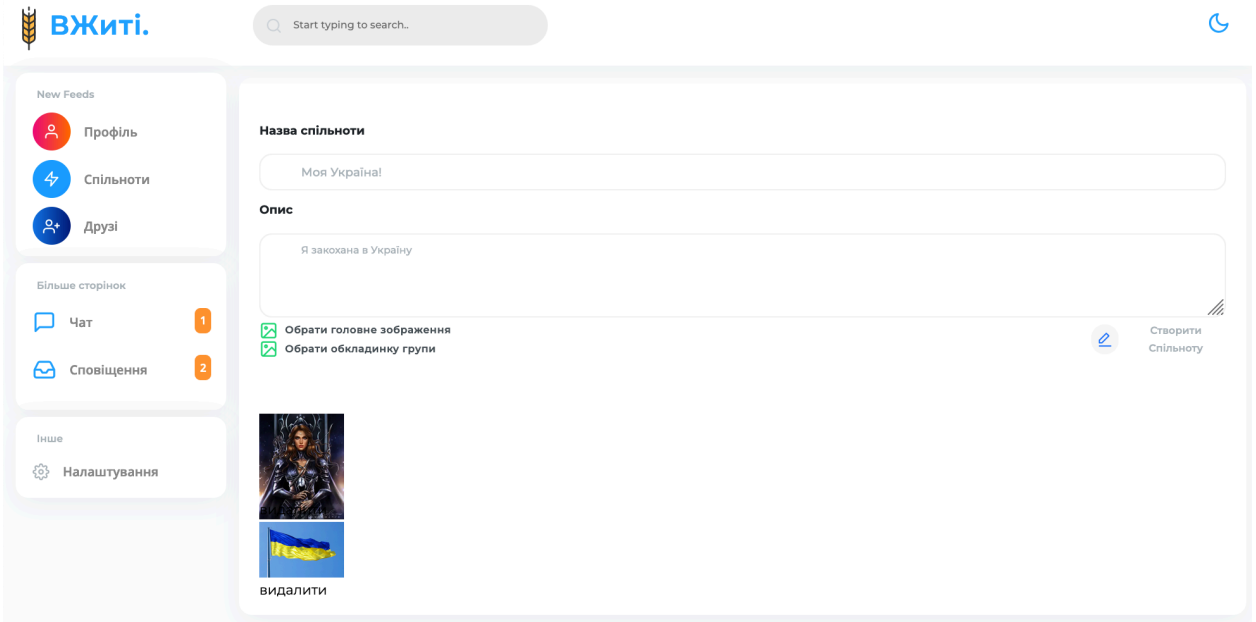 ВЖиті.
Start typing to search..
New Feeds
Профіль
Спільноти
Друзі
Більше сторінок
Чат
1
Сповіщення
2
Інше
Налаштування
Назва спільноти
Моя Україна!
Опис
Я закохана в Україну
Обрати головне зображення
Обрати обкладинку групи
Створити
Спільноту
видалити
видалити